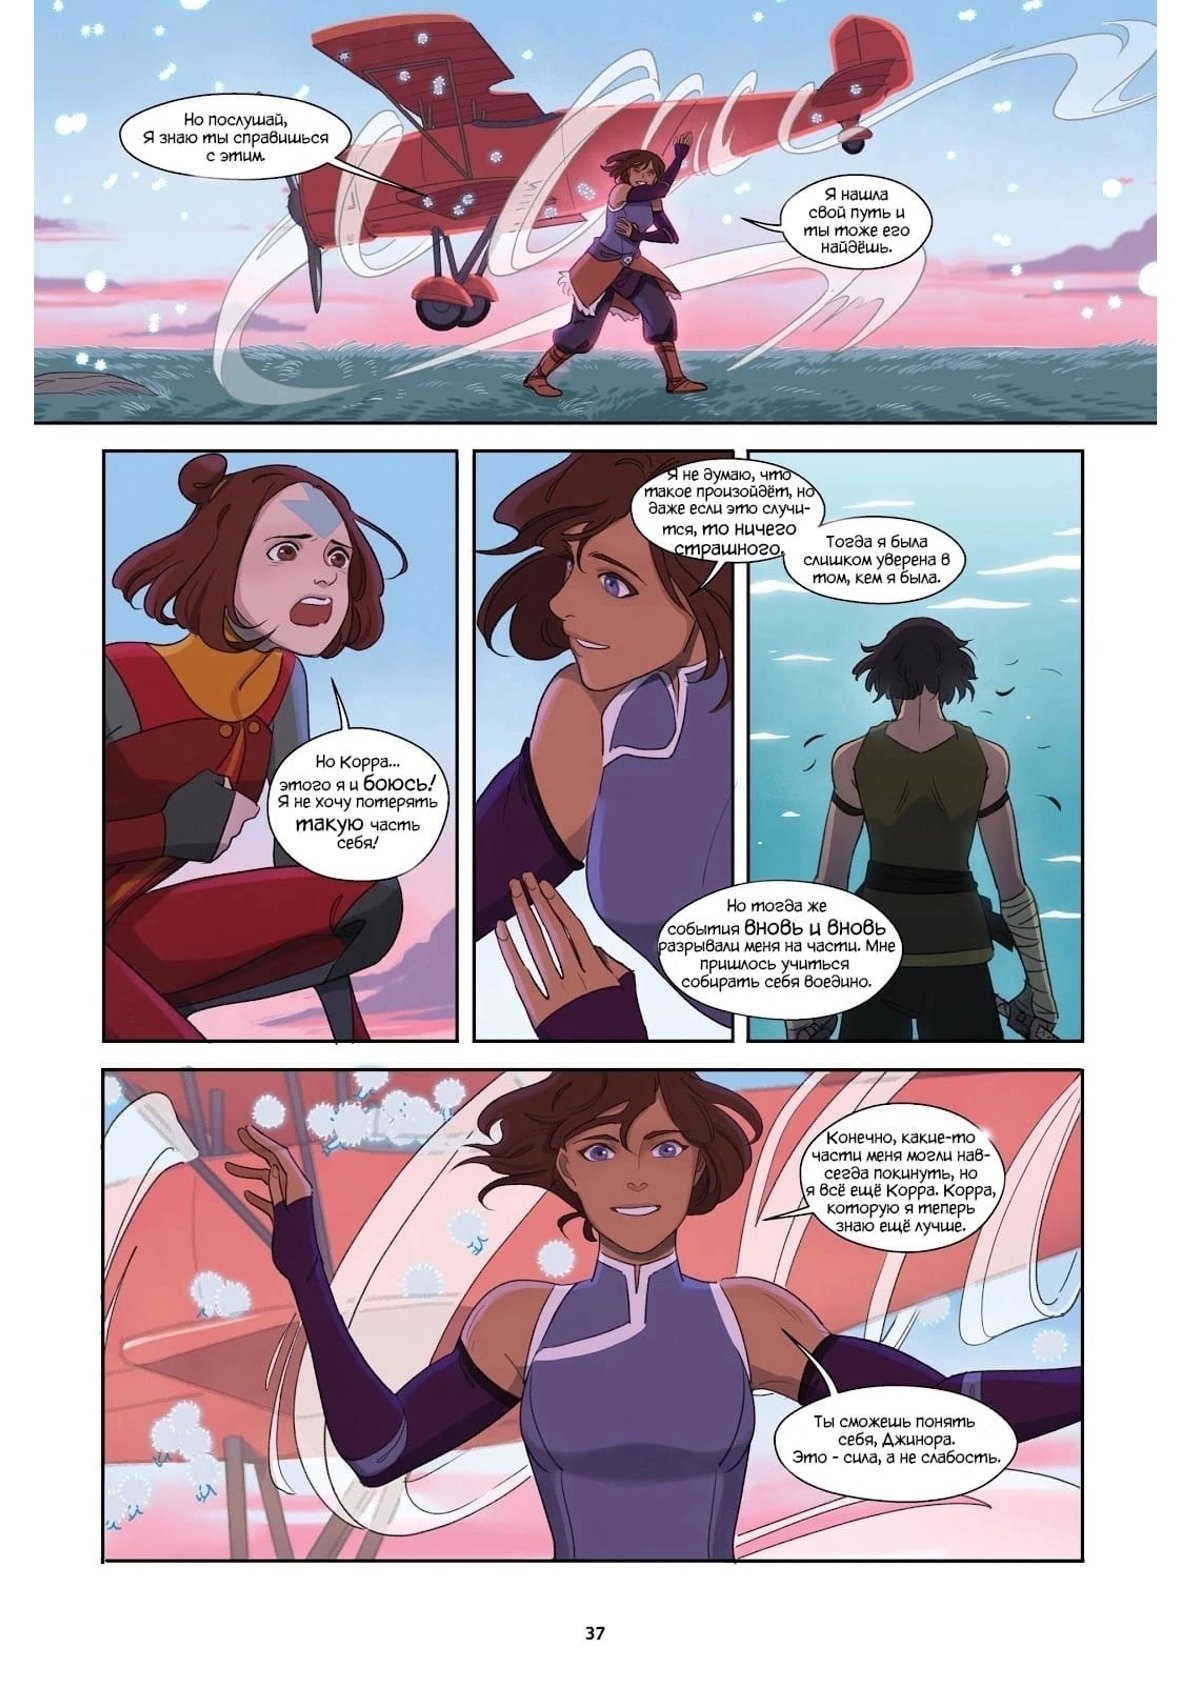 Но послушай,
Я знаю ты справишься
с этим.
Я нашла
свой путь и
ты тоже его
найдёшь.
Но Корра...
этого я и боюсь!
Я не хочу потерять
такую часть
себя!
Я не думаю, что
такое произойдёт, но
даже если это случи-
тся, то ничего
страшного.
Тогда я была
слишком уверена в
том, кем я была.
Но тогда же
события вновь и вновь
разрывали меня на части. Мне
пришлось учиться
собирать себя воедино.
Конечно, какие-то
части меня могли нав-
сегда покинуть, но
я всё ещё Корра. Корра,
которую я теперь
знаю ещё лучше.
Ты сможешь понять
себя, Джинора.
Это - сила, а не слабость.
37